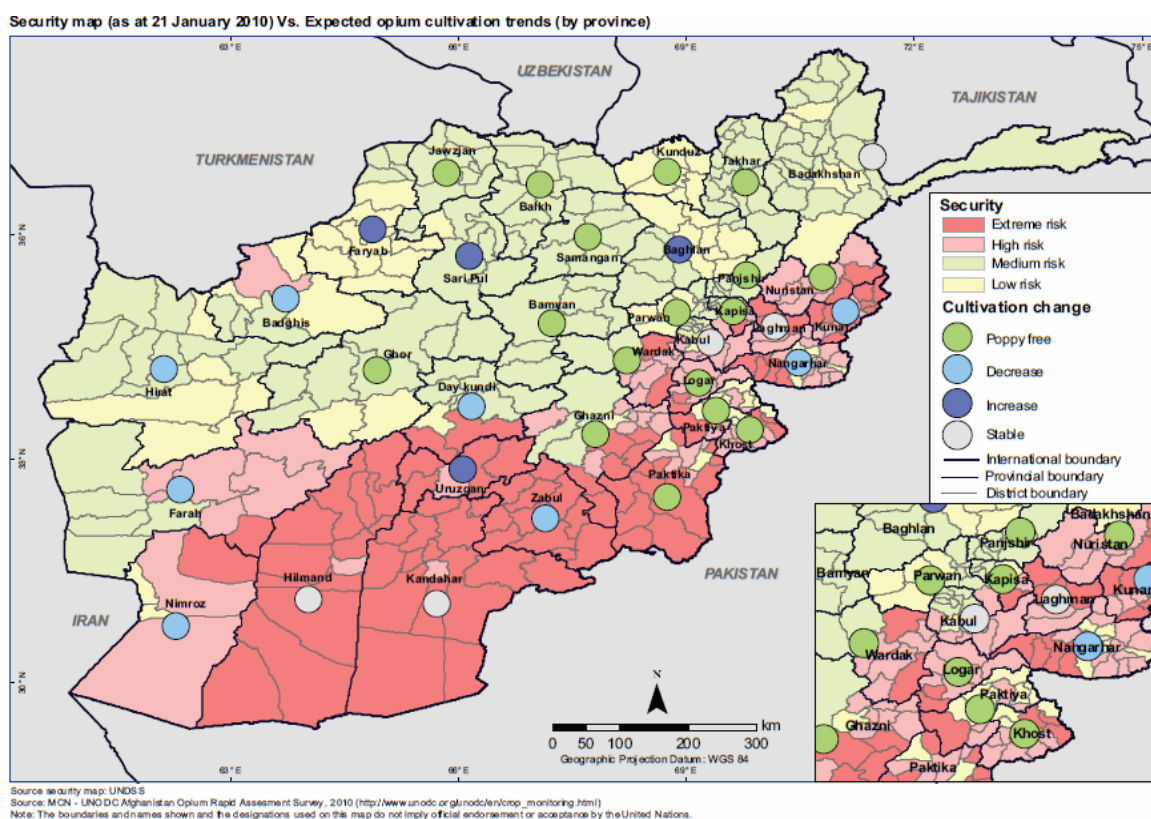 Security map (as at 21 January 2010) Vs. Expected opium cultivation trends (by province)
63° E
66° E
69° E
72° E
75° E
UZBEKISTAN
TAJIKISTAN
TURKMENISTAN
Jawzjan
Kunduz
Takhar
Badakhshan
Balkh
36° N
36° N
Faryab
Sari Pul
Samangan
Baghlan
Panjshir
Nuristan
Badghis
Bamyan
Parwan
Kapisa
Laghman
Kunar
Kabul
Ghor
Wardak
Nangarhar
Hirat
Day kundi
Logar
Ghazni
Paktiya
Khost
33° N
33° N
Uruzgan
Zabul
Paktika
Farah
Hilmand
Kandahar
PAKISTAN
Nimroz
IRAN
30° N
30° N
Security
Extreme risk
High risk
Medium risk
Low risk
Cultivation change
Poppy free
Decrease
Increase
Stable
International boundary
Provincial boundary
District boundary
Baghlan
Badakhshan
Panjshir
Nuristan
Bamyan
Parwan
Kapisa
Laghman
Kunar
Kabul
Wardak
Nangarhar
Logar
Paktiya
Ghazni
Khost
Paktika
N
km
0 50 100 200 300
Geographic Projection Datum: WGS 84
63° E
66° E
69° E
Source security map: UNDSS
Source: MCN - UNODC Afghanistan Opium Rapid Assesment Survey, 2010 (http://www.unodc.org/unodc/en/crop_monitoring.html)
Note: The boundaries and names shown and the designations used on this map do not imply official endorsement or acceptance by the United Nations.